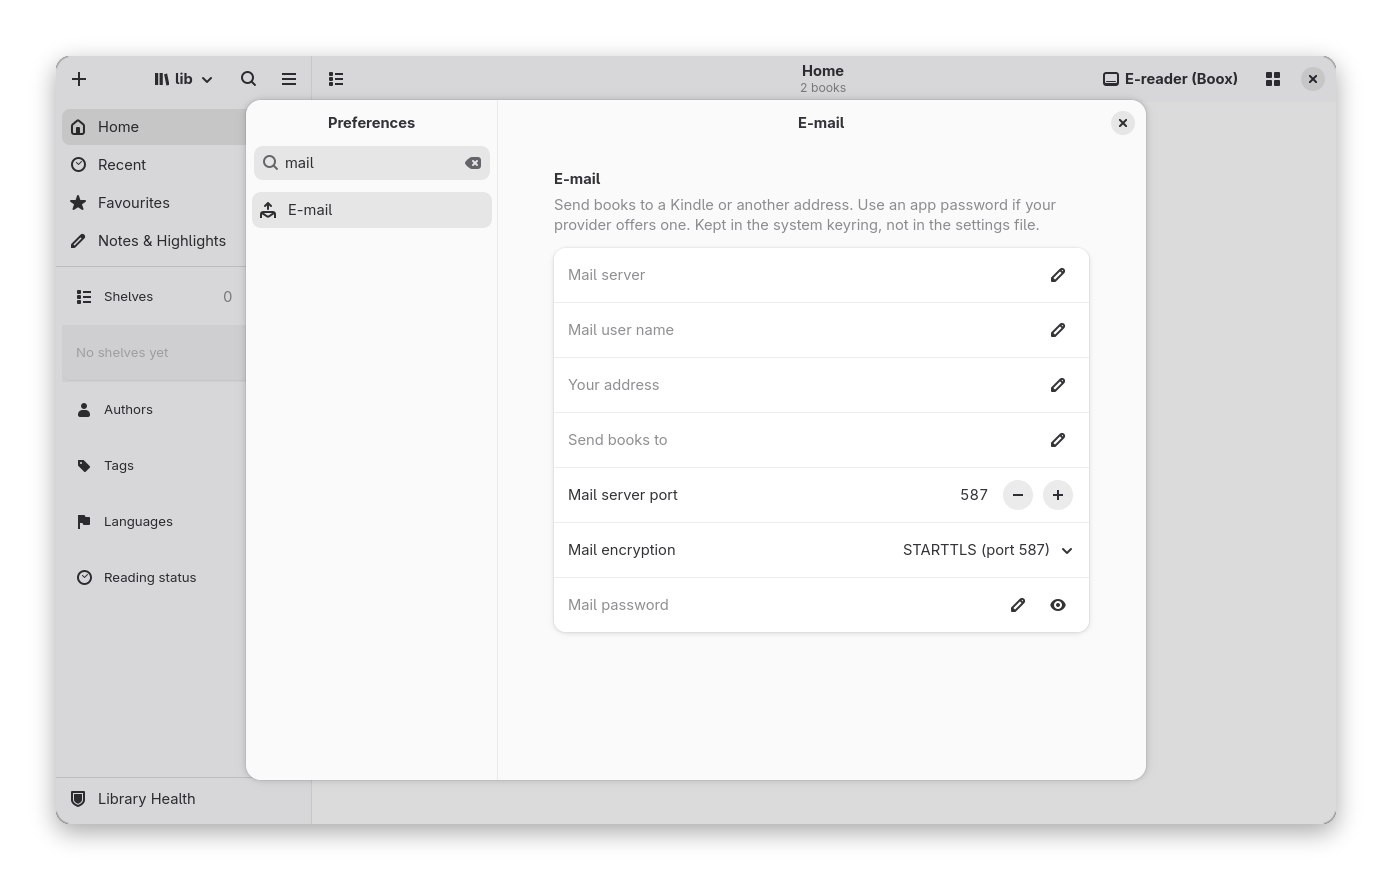 lib
Home
2 books
E-reader (Boox)
Home
Recent
Favourites
Notes & Highlights
Shelves 0
No shelves yet
Authors
Tags
Languages
Reading status
Library Health
Preferences
mail
E-mail
E-mail
E-mail
Send books to a Kindle or another address. Use an app password if your
provider offers one. Kept in the system keyring, not in the settings file.
Mail server
Mail user name
Your address
Send books to
Mail server port 587
Mail encryption STARTTLS (port 587)
Mail password